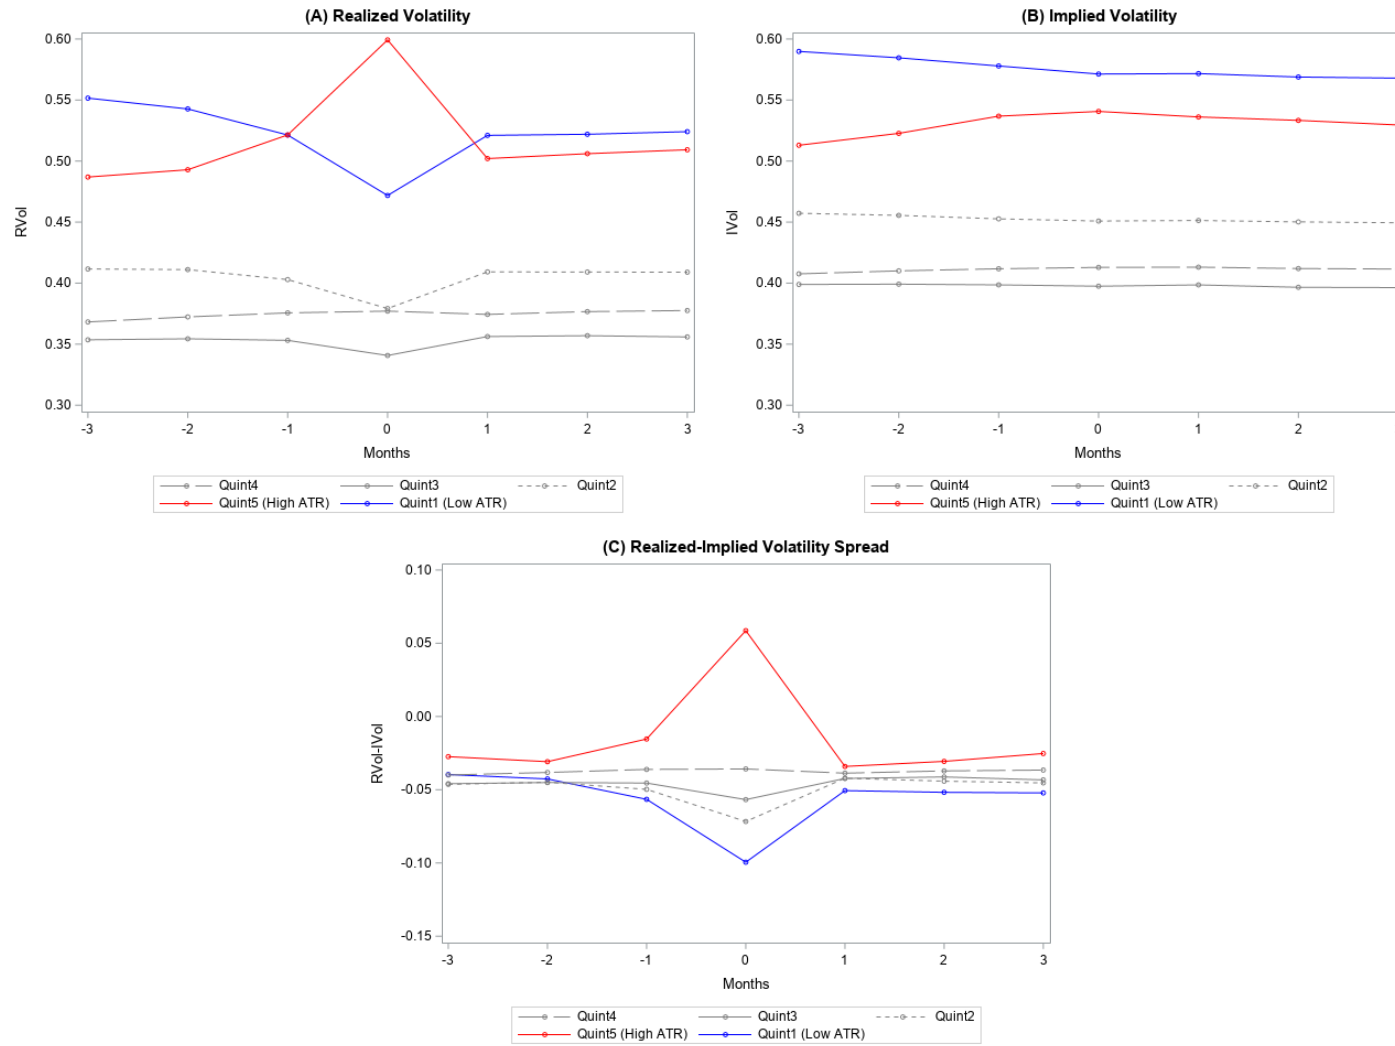 (A) Realized Volatility
0.60
0.55
0.50
0.45
0.40
0.35
0.30
RVol
-3 -2 -1 0 1 2 3
Months
Quint4 Quint3 Quint2
Quint5 (High ATR) Quint1 (Low ATR)
(B) Implied Volatility
0.60
0.55
0.50
0.45
0.40
0.35
0.30
IVol
-3 -2 -1 0 1 2
Months
Quint4 Quint3 Quint2
Quint5 (High ATR) Quint1 (Low ATR)
(C) Realized-Implied Volatility Spread
0.10
0.05
0.00
-0.05
-0.10
-0.15
RVol-IVol
-3 -2 -1 0 1 2 3
Months
Quint4 Quint3 Quint2
Quint5 (High ATR) Quint1 (Low ATR)